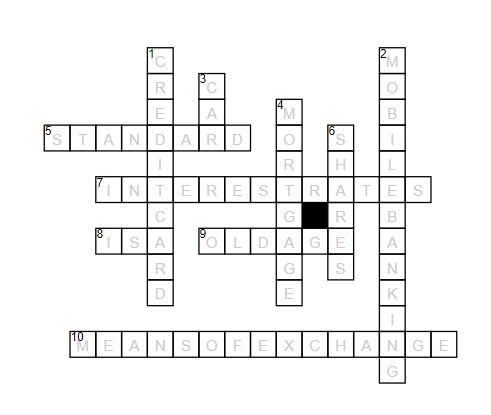 1 CREDITCARD
2 MOBILEBANKING
3 CAR
4 MORTGAGE
5 STANDARD
6 SHARES
7 INTERESTRATES
8 ISA
9 OLDAGE
10 MEANSOFEXCHANGE